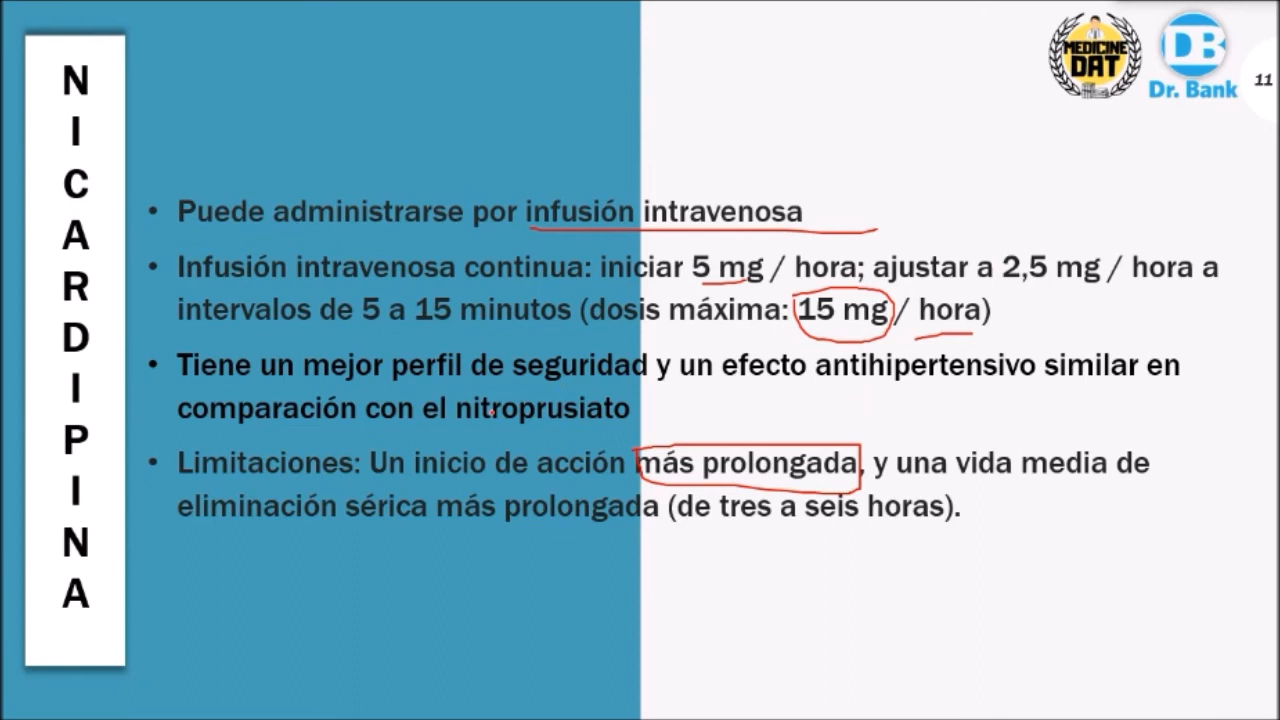 MEDICINE
DAT
DB
Dr. Bank
11
NICARDIPINA
• Puede administrarse por infusión intravenosa
• Infusión intravenosa continua: iniciar 5 mg / hora; ajustar a 2,5 mg / hora a
intervalos de 5 a 15 minutos (dosis máxima: 15 mg / hora)
• Tiene un mejor perfil de seguridad y un efecto antihipertensivo similar en
comparación con el nitroprusiato
• Limitaciones: Un inicio de acción más prolongada, y una vida media de
eliminación sérica más prolongada (de tres a seis horas).